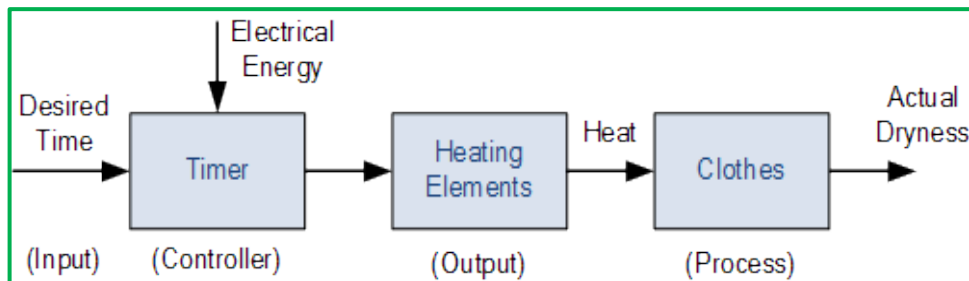 Electrical
Energy
Desired
Time
Timer
Heating
Elements
Heat
Clothes
Actual
Dryness
(Input)
(Controller)
(Output)
(Process)